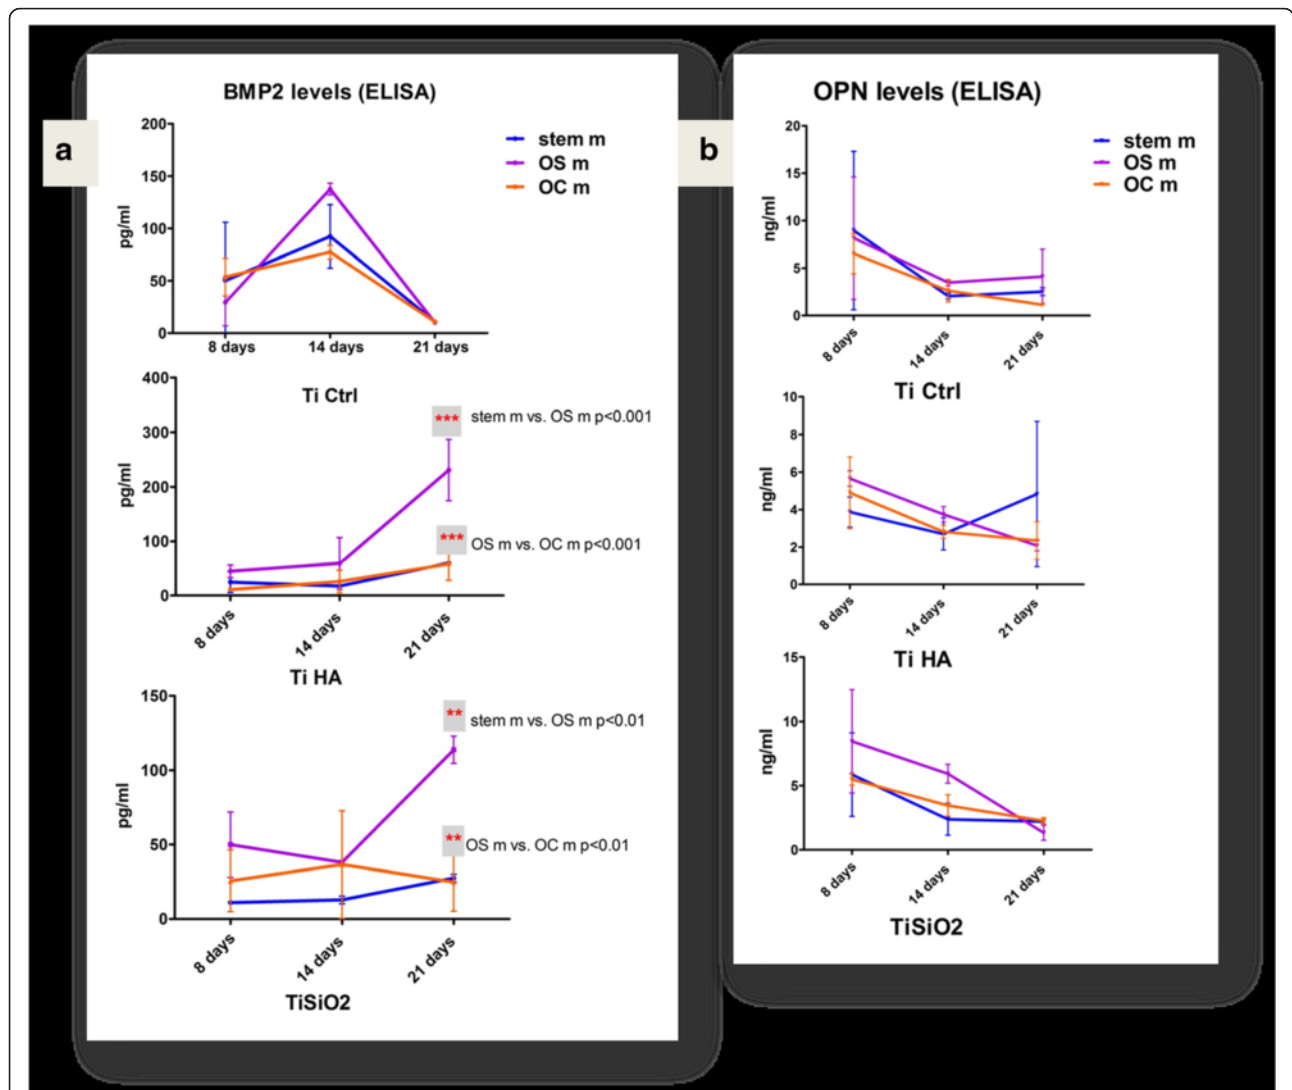 a
BMP2 levels (ELISA)
200
150
100
50
0
pg/ml
stem m
OS m
OC m
8 days
14 days
21 days
Ti Ctrl
400
300
200
100
0
pg/ml
*** stem m vs. OS m p<0.001
*** OS m vs. OC m p<0.001
8 days
14 days
21 days
Ti HA
150
100
50
0
pg/ml
** stem m vs. OS m p<0.01
** OS m vs. OC m p<0.01
8 days
14 days
21 days
TiSiO2
b
OPN levels (ELISA)
20
15
10
5
0
ng/ml
stem m
OS m
OC m
8 days
14 days
21 days
Ti Ctrl
10
8
6
4
2
0
ng/ml
8 days
14 days
21 days
Ti HA
15
10
5
0
ng/ml
8 days
14 days
21 days
TiSiO2